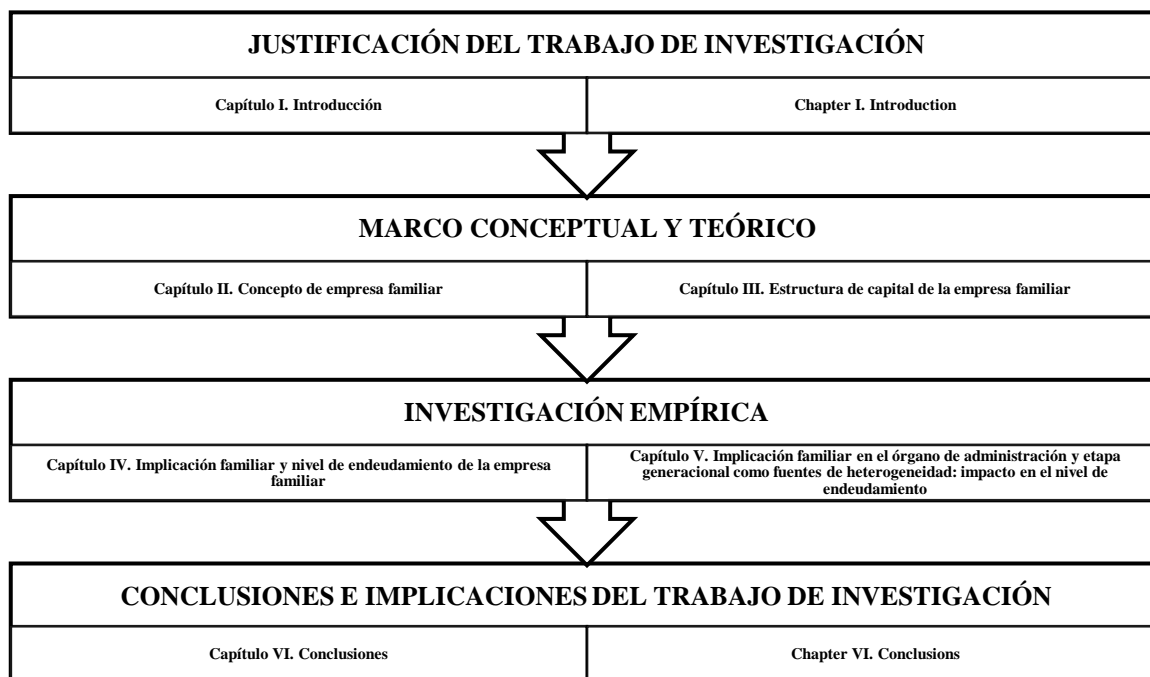 JUSTIFICACIÓN DEL TRABAJO DE INVESTIGACIÓN
Capítulo I. Introducción
Chapter I. Introduction
MARCO CONCEPTUAL Y TEÓRICO
Capítulo II. Concepto de empresa familiar
Capítulo III. Estructura de capital de la empresa familiar
INVESTIGACIÓN EMPÍRICA
Capítulo IV. Implicación familiar y nivel de endeudamiento de la empresa
familiar
Capítulo V. Implicación familiar en el órgano de administración y etapa
generacional como fuentes de heterogeneidad: impacto en el nivel de
endeudamiento
CONCLUSIONES E IMPLICACIONES DEL TRABAJO DE INVESTIGACIÓN
Capítulo VI. Conclusiones
Chapter VI. Conclusions